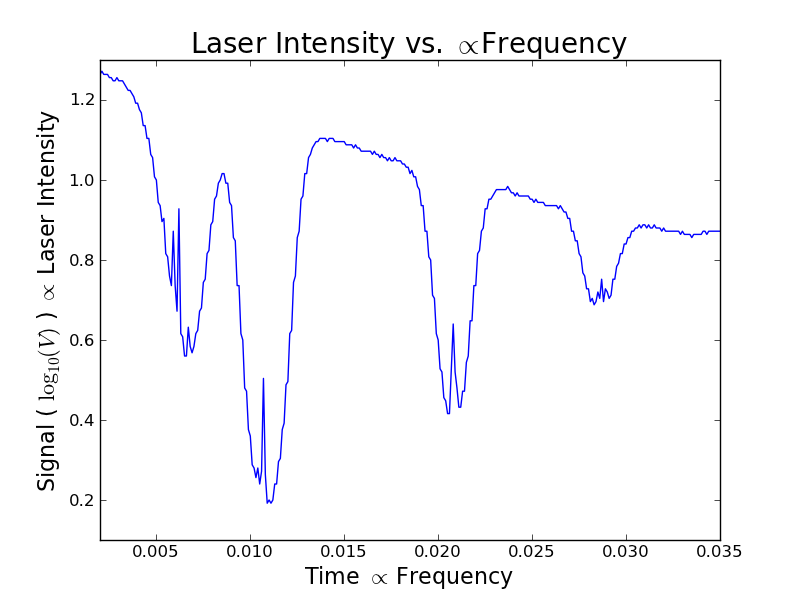 Laser Intensity vs. ∝Frequency
Signal ( log₁₀(V) ) ∝ Laser Intensity
1.2
1.0
0.8
0.6
0.4
0.2
0.005 0.010 0.015 0.020 0.025 0.030 0.035
Time ∝ Frequency